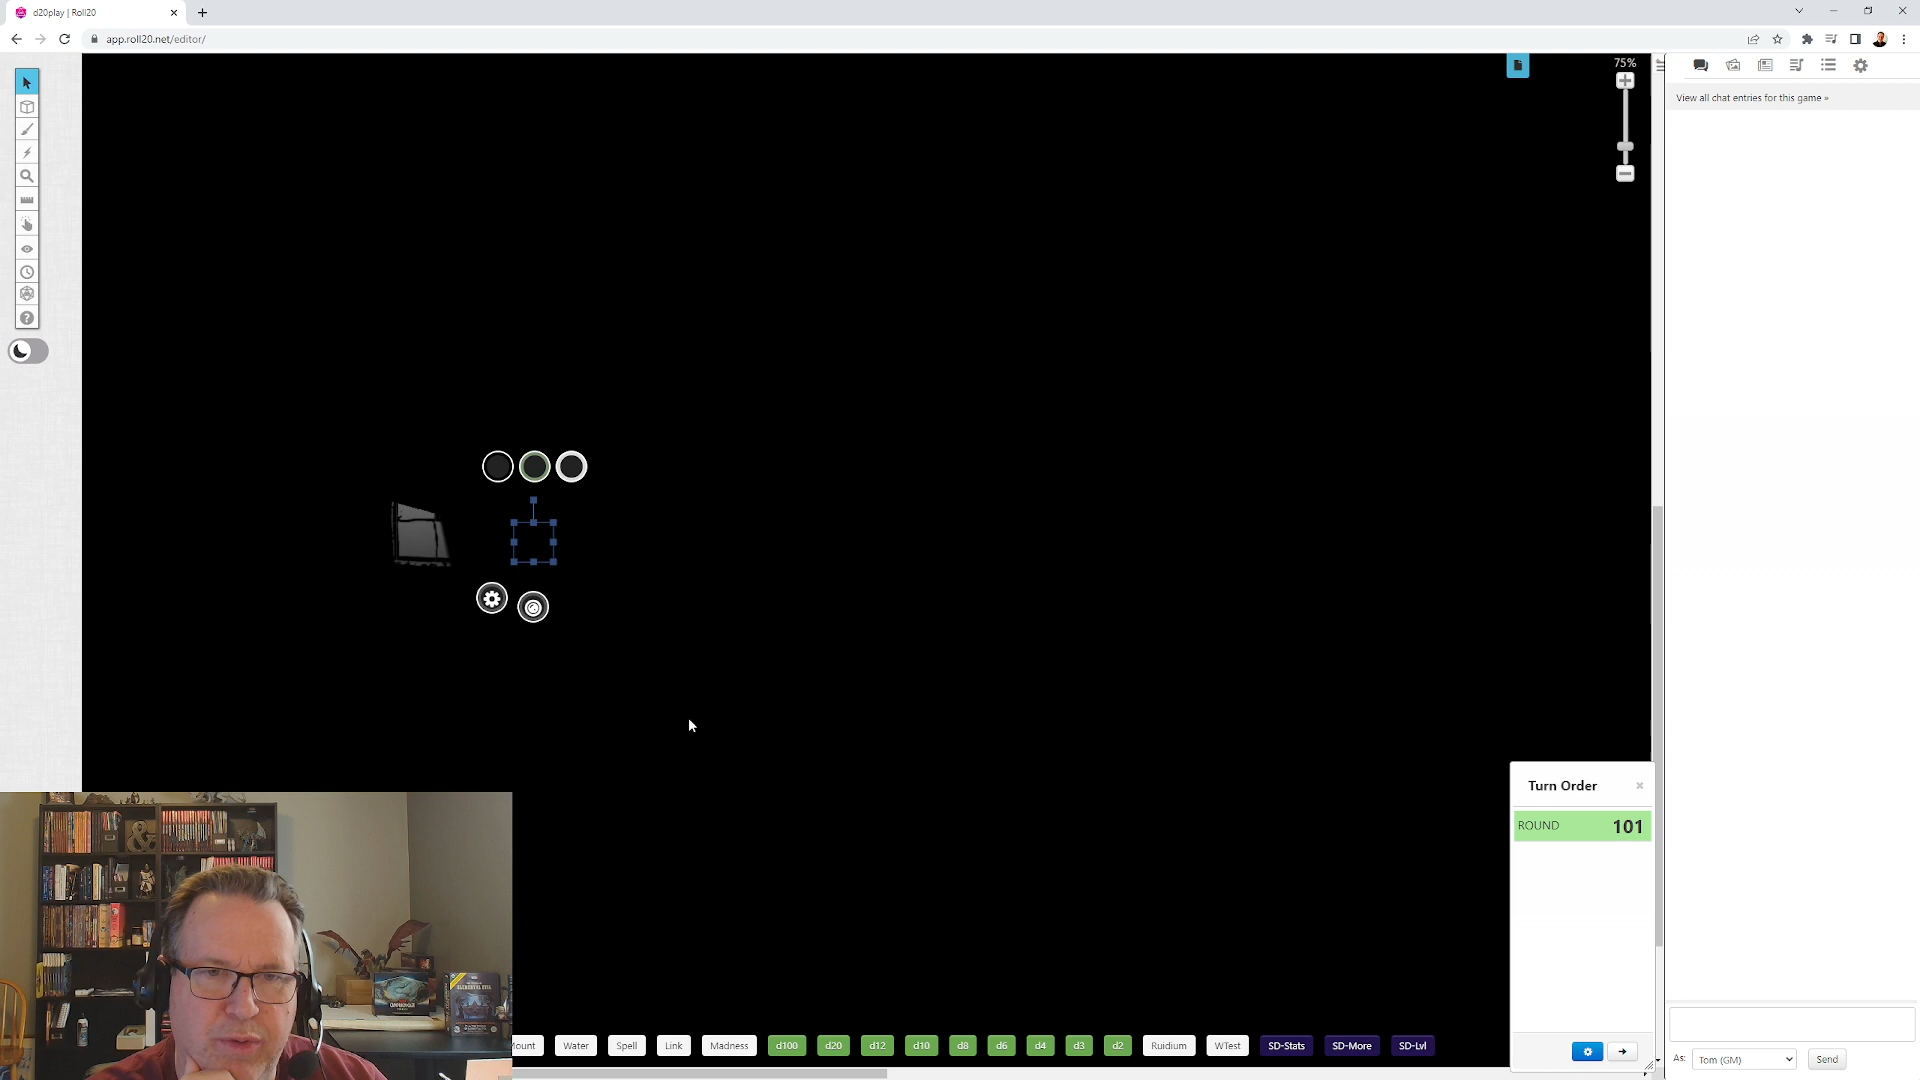 d20play | Roll20
app.roll20.net/editor/
75%
View all chat entries for this game »
Turn Order
ROUND 101
Water Spell Link Madness d100 d20 d12 d10 d8 d6 d4 d3 d2 Ruidium WTest SD-Stats SD-More SD-Lvl
As: Tom (GM) Send